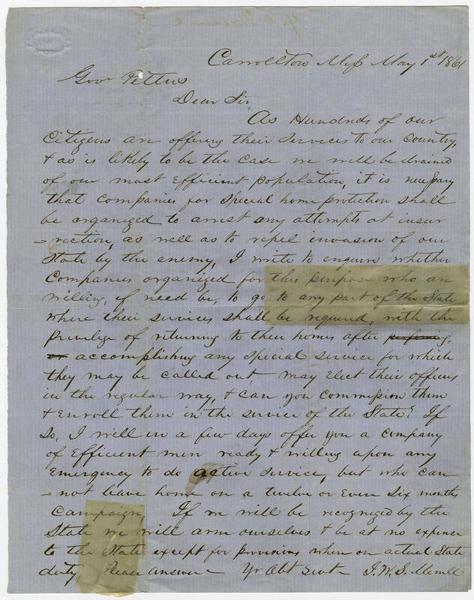 Carrollton Miss May 1st 1861
Gov Pettus
Dear Sir,
As Hundreds of our
Citizens are offering their services to our Country,
& as is likely to be the case we will be drained
of our most Efficient population, it is necessary
that companies for special home protection shall
be organized to arrest any attempts at insur
-rection, as well as to repel invasion of our
State by the enemy, I write to enquire whether
Companies organized for this purpose who are
willing, if need be, to go to any part of the State
where their services shall be required, with the
privilege of returning to their homes after
or accomplishing any special service for which
they may be called out may Elect their officers
in the regular way, & can you commission them
& Enroll them in the service of the State? If
So, I will in a few days offer you a company
of Efficient men ready & willing upon any
Emergency to do active service, but who can
-not leave home on a twelve or Even Six months
Campaign. If we will be recognized by the
State we will arm ourselves & be at no expense
to the State except for provisions when on actual State
duty Please answer Yr Obt Svt J.W.S. Merrill